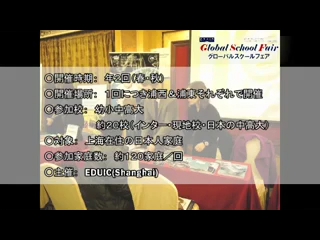 Global School Fair
グローバルスクールフェア
○開催時期: 年2回(春・秋)
○開催場所: 1回につき浦西&浦東それぞれで開催
○参加校: 幼小中高大
約20校(インター・現地校・日本の中高大)
○対象: 上海在住の日本人家庭
○参加家庭数: 約120家庭/回
○主催: EDUIC(Shanghai)